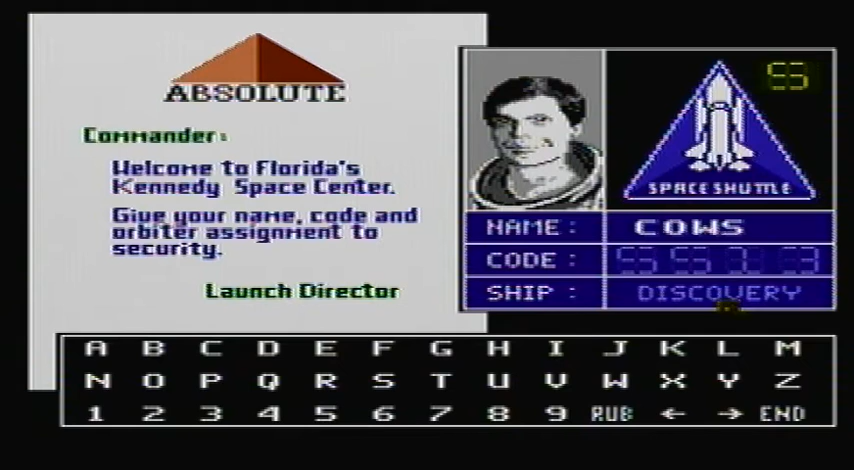 ABSOLUTE
Commander:
Welcome to Florida's
Kennedy Space Center.
Give your name, code and
orbiter assignment to
security.
Launch Director
SPACE SHUTTLE
NAME: COWS
CODE:
SHIP: DISCOVERY
A B C D E F G H I J K L M
N O P Q R S T U V W X Y Z
1 2 3 4 5 6 7 8 9 RUB ← → END